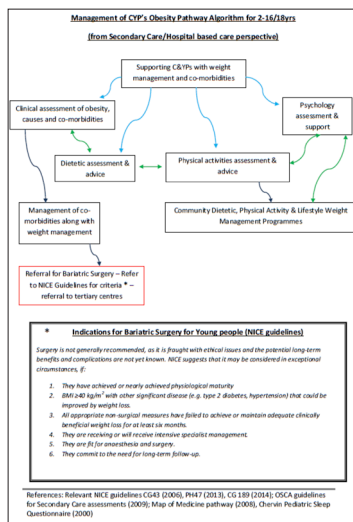 Management of CYP's Obesity Pathway Algorithm for 2-16/18yrs
(from Secondary Care/Hospital based care perspective)
Supporting C&YPs with weight
management and co-morbidities
Clinical assessment of obesity,
causes and co-morbidities
Psychology
assessment &
support
Dietetic assessment &
advice
Physical activities assessment &
advice
Management of co-
morbidities along with
weight management
Community Dietetic, Physical Activity & Lifestyle Weight
Management Programmes
Referral for Bariatric Surgery – Refer
to NICE Guidelines for criteria * –
referral to tertiary centres
* Indications for Bariatric Surgery for Young people (NICE guidelines)
Surgery is not generally recommended, as it is fraught with ethical issues and the potential long-term
benefits and complications are not yet known. NICE suggests that it may be considered in exceptional
circumstances, if:
1. They have achieved or nearly achieved physiological maturity
2. BMI ≥40 kg/m² with other significant disease (e.g. type 2 diabetes, hypertension) that could be
improved by weight loss.
3. All appropriate non-surgical measures have failed to achieve or maintain adequate clinically
beneficial weight loss for at least six months.
4. They are receiving or will receive intensive specialist management.
5. They are fit for anaesthesia and surgery.
6. They commit to the need for long-term follow-up.
References: Relevant NICE guidelines CG43 (2006), PH47 (2013), CG 189 (2014); OSCA guidelines
for Secondary Care assessments (2009); Map of Medicine pathway (2008), Chervin Pediatric Sleep
Questionnaire (2000)